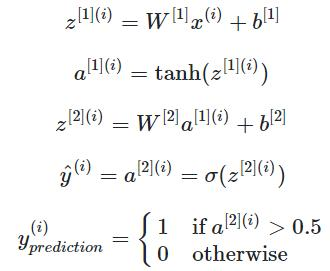 z^{[1](i)} = W^{[1]} x^{(i)} + b^{[1]}
a^{[1](i)} = tanh(z^{[1](i)})
z^{[2](i)} = W^{[2]} a^{[1](i)} + b^{[2]}
ŷ^{(i)} = a^{[2](i)} = σ(z^{[2](i)})
y^{(i)}_{prediction} = { 1 if a^{[2](i)} > 0.5
0 otherwise